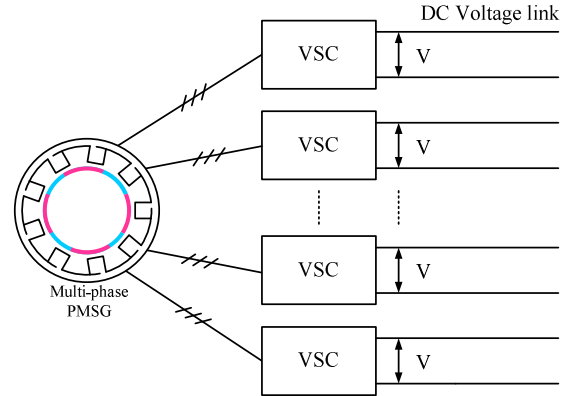 DC Voltage link
VSC
V
VSC
V
VSC
V
Multi-phase
PMSG
VSC
V